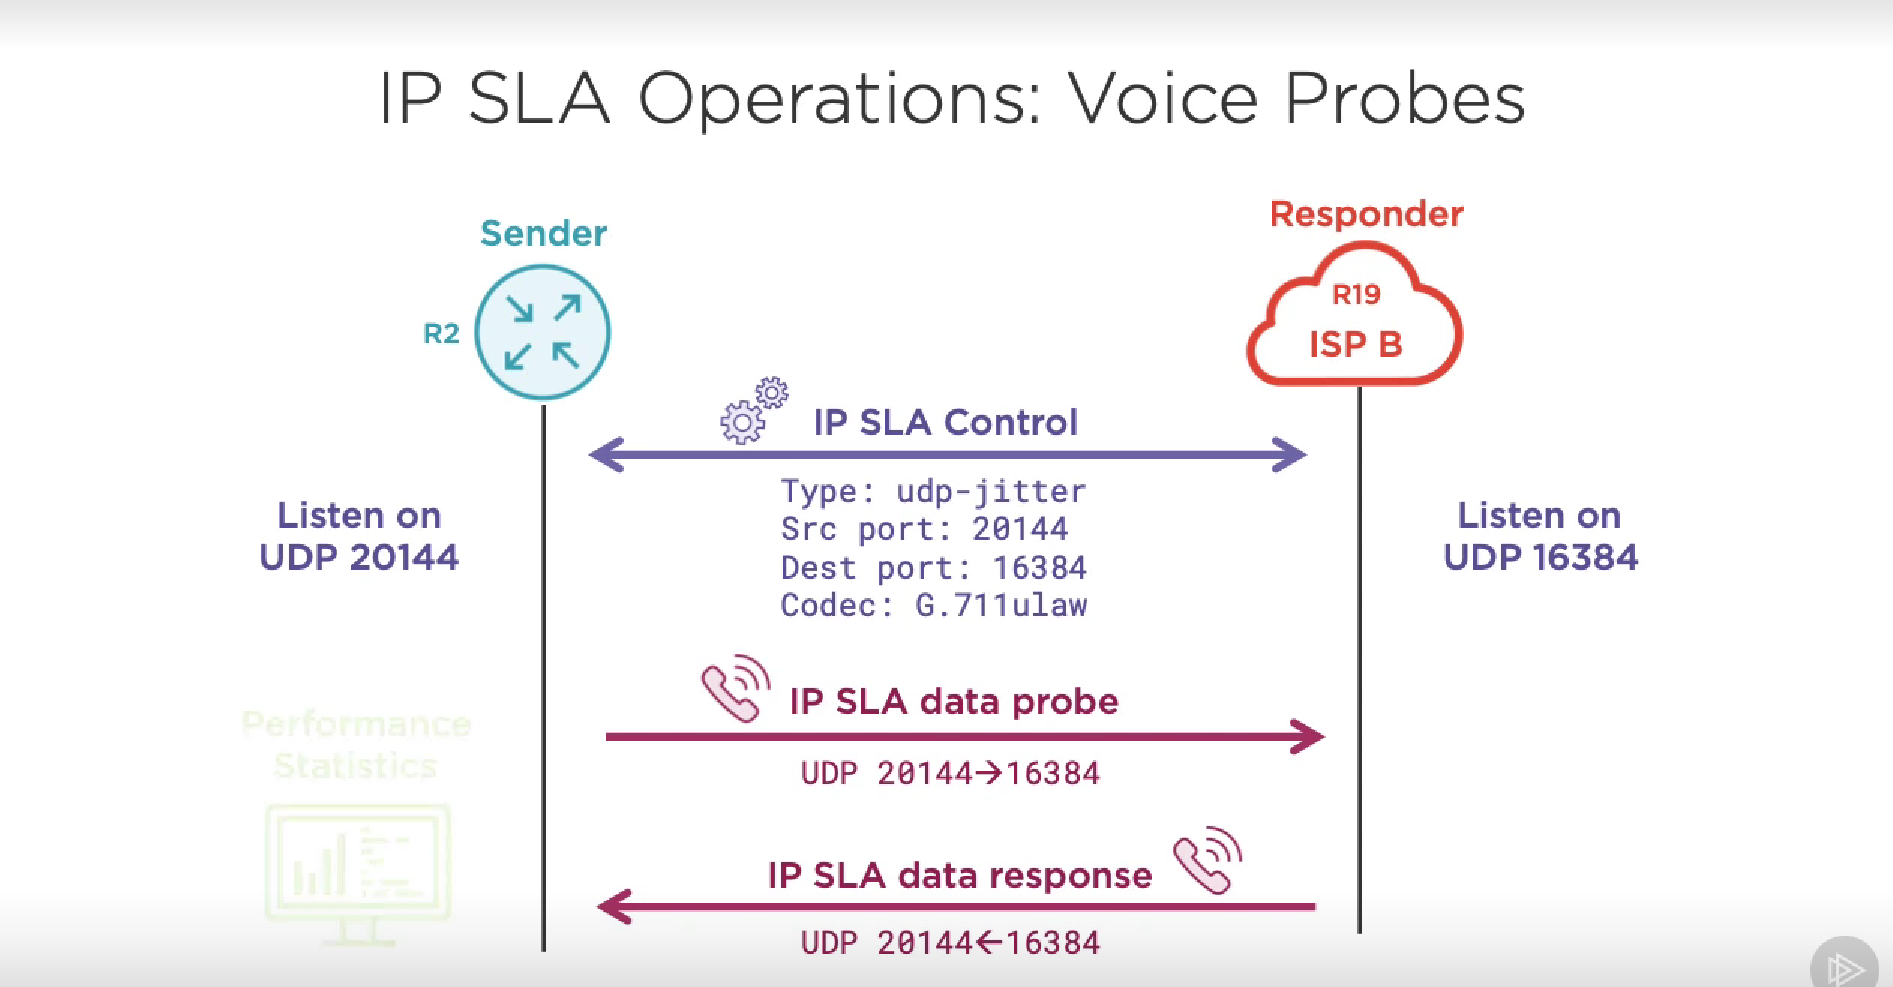 IP SLA Operations: Voice Probes
Sender
Responder
R2
R19
ISP B
IP SLA Control
Type: udp-jitter
Src port: 20144
Dest port: 16384
Codec: G.711ulaw
Listen on
UDP 20144
Listen on
UDP 16384
IP SLA data probe
UDP 20144→16384
Performance
Statistics
IP SLA data response
UDP 20144←16384